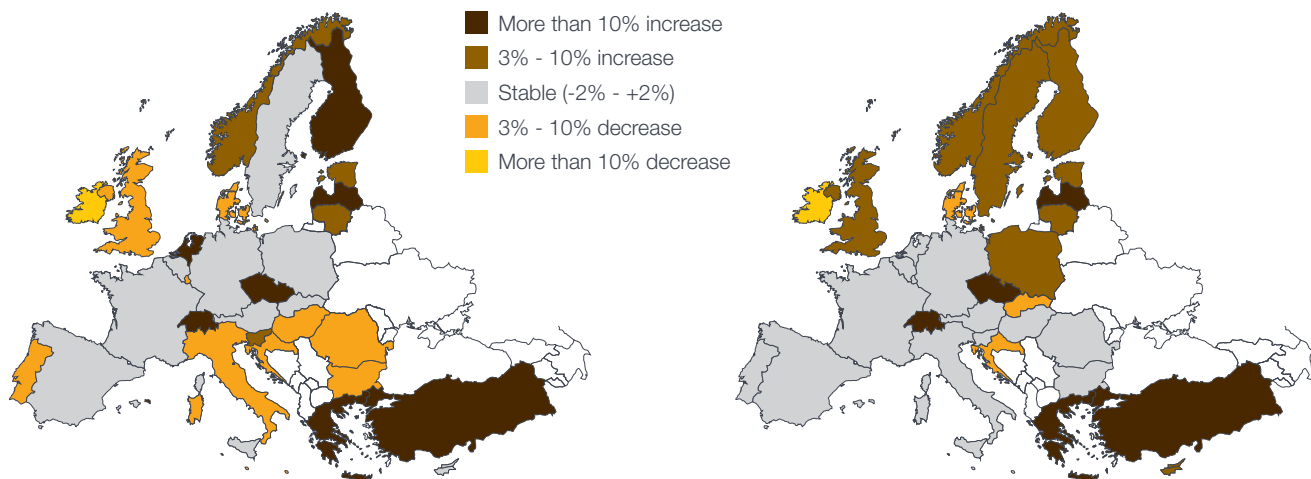 More than 10% increase
3% - 10% increase
Stable (-2% - +2%)
3% - 10% decrease
More than 10% decrease